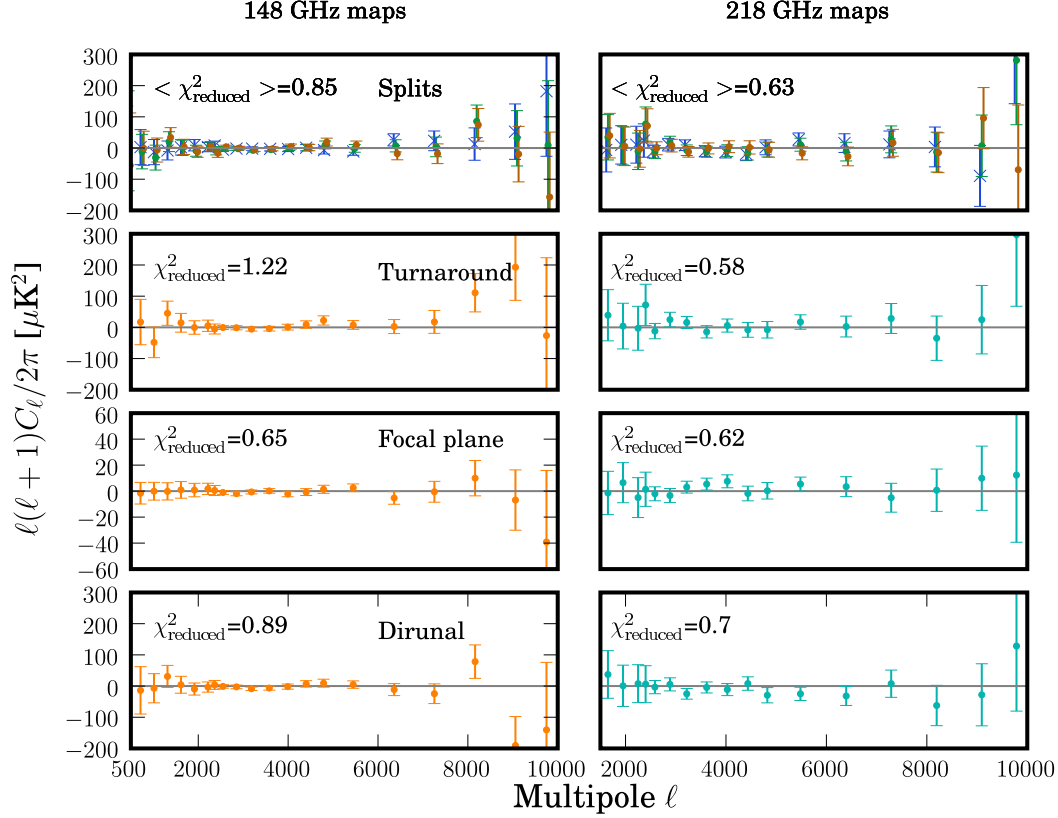 148 GHz maps 218 GHz maps
300
200
100
0
−100
−200
< χ²reduced >=0.85 Splits
< χ²reduced >=0.63
300
200
100
0
−100
−200
χ²reduced=1.22 Turnaround
χ²reduced=0.58
60
40
20
0
−20
−40
−60
χ²reduced=0.65 Focal plane
χ²reduced=0.62
300
200
100
0
−100
−200
χ²reduced=0.89 Dirunal
χ²reduced=0.7
500 2000 4000 6000 8000 10000 2000 4000 6000 8000 10000
Multipole ℓ
ℓ(ℓ + 1)Cℓ/2π [μK²]